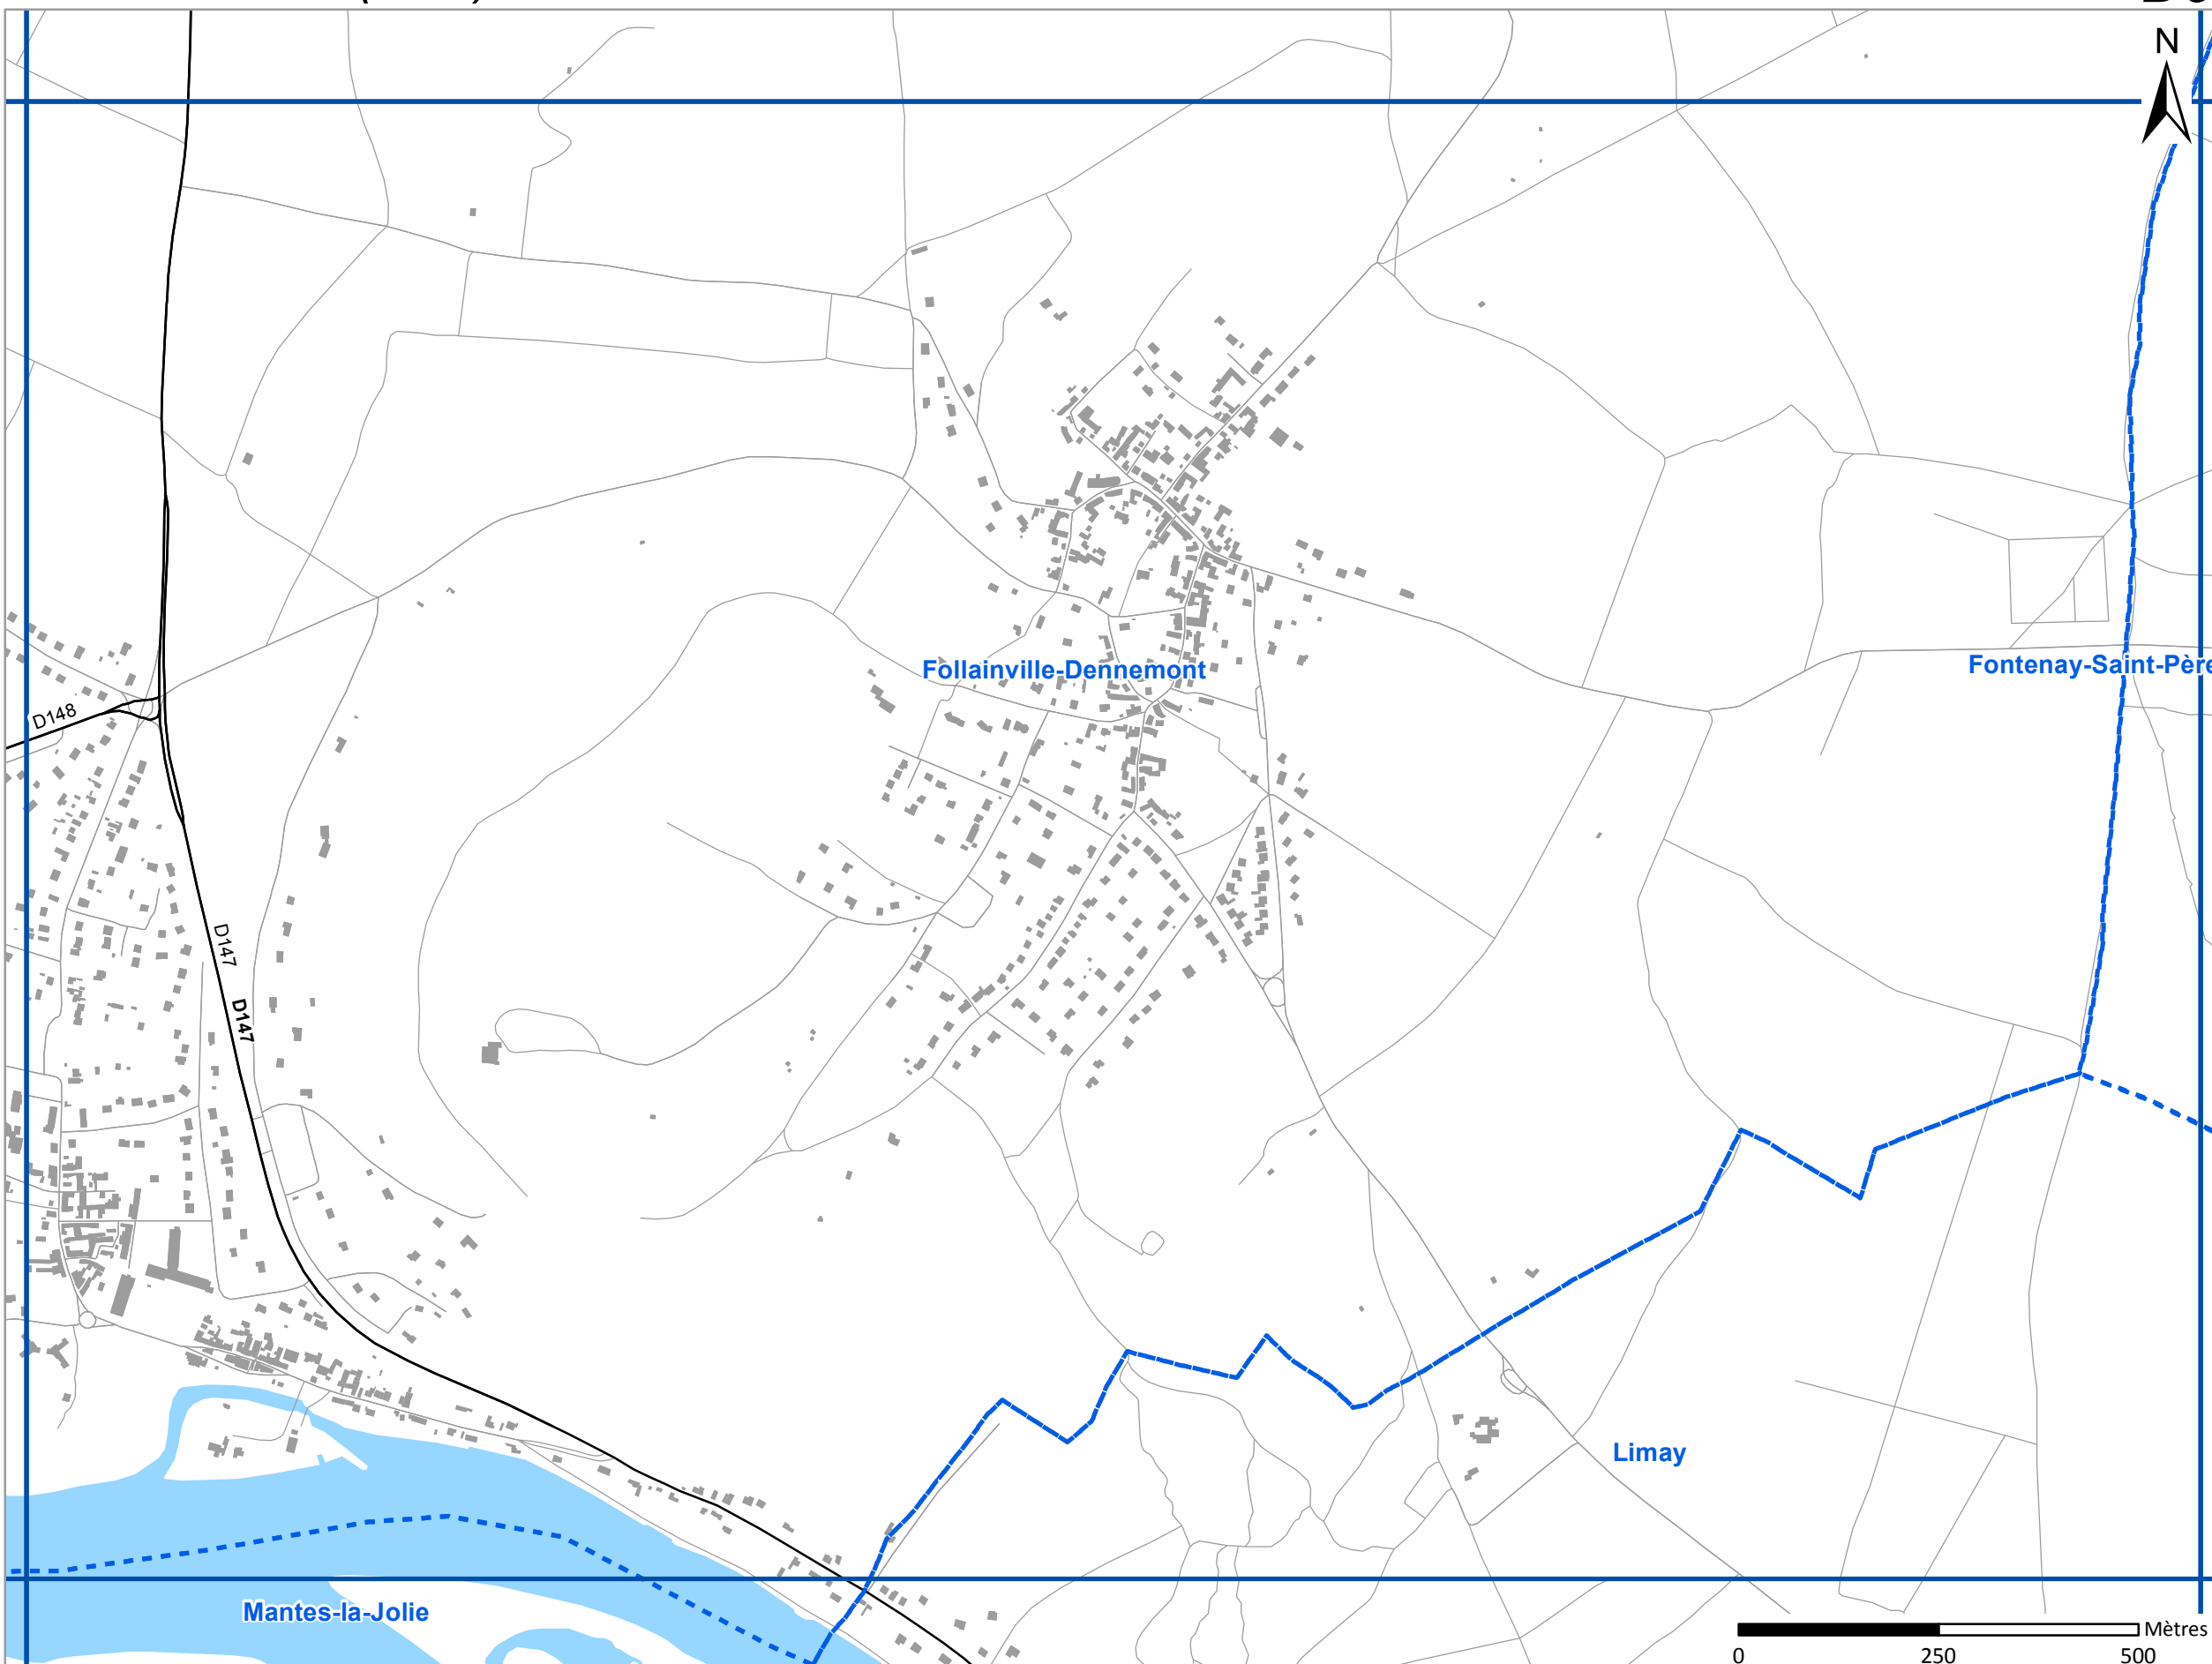 N
Follainville-Dennemont
Fontenay-Saint-Père
D148
D147
D147
Limay
Mantes-la-Jolie
Mètres
0 250 500